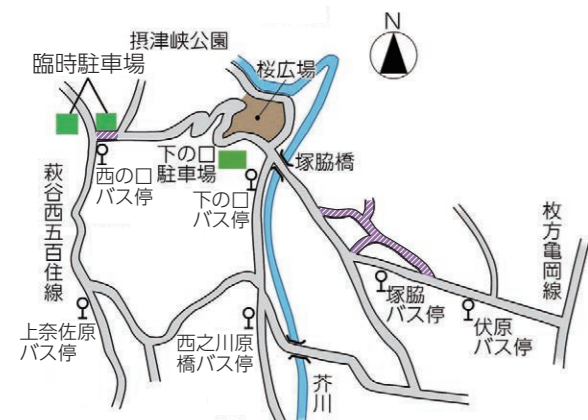 摂津峡公園
N
臨時駐車場
桜広場
下の口
駐車場
塚脇橋
西の口
バス停
下の口
バス停
萩谷西五百住線
枚方亀岡線
塚脇
バス停
伏原
バス停
上奈佐原
バス停
西之川原
橋バス停
芥川